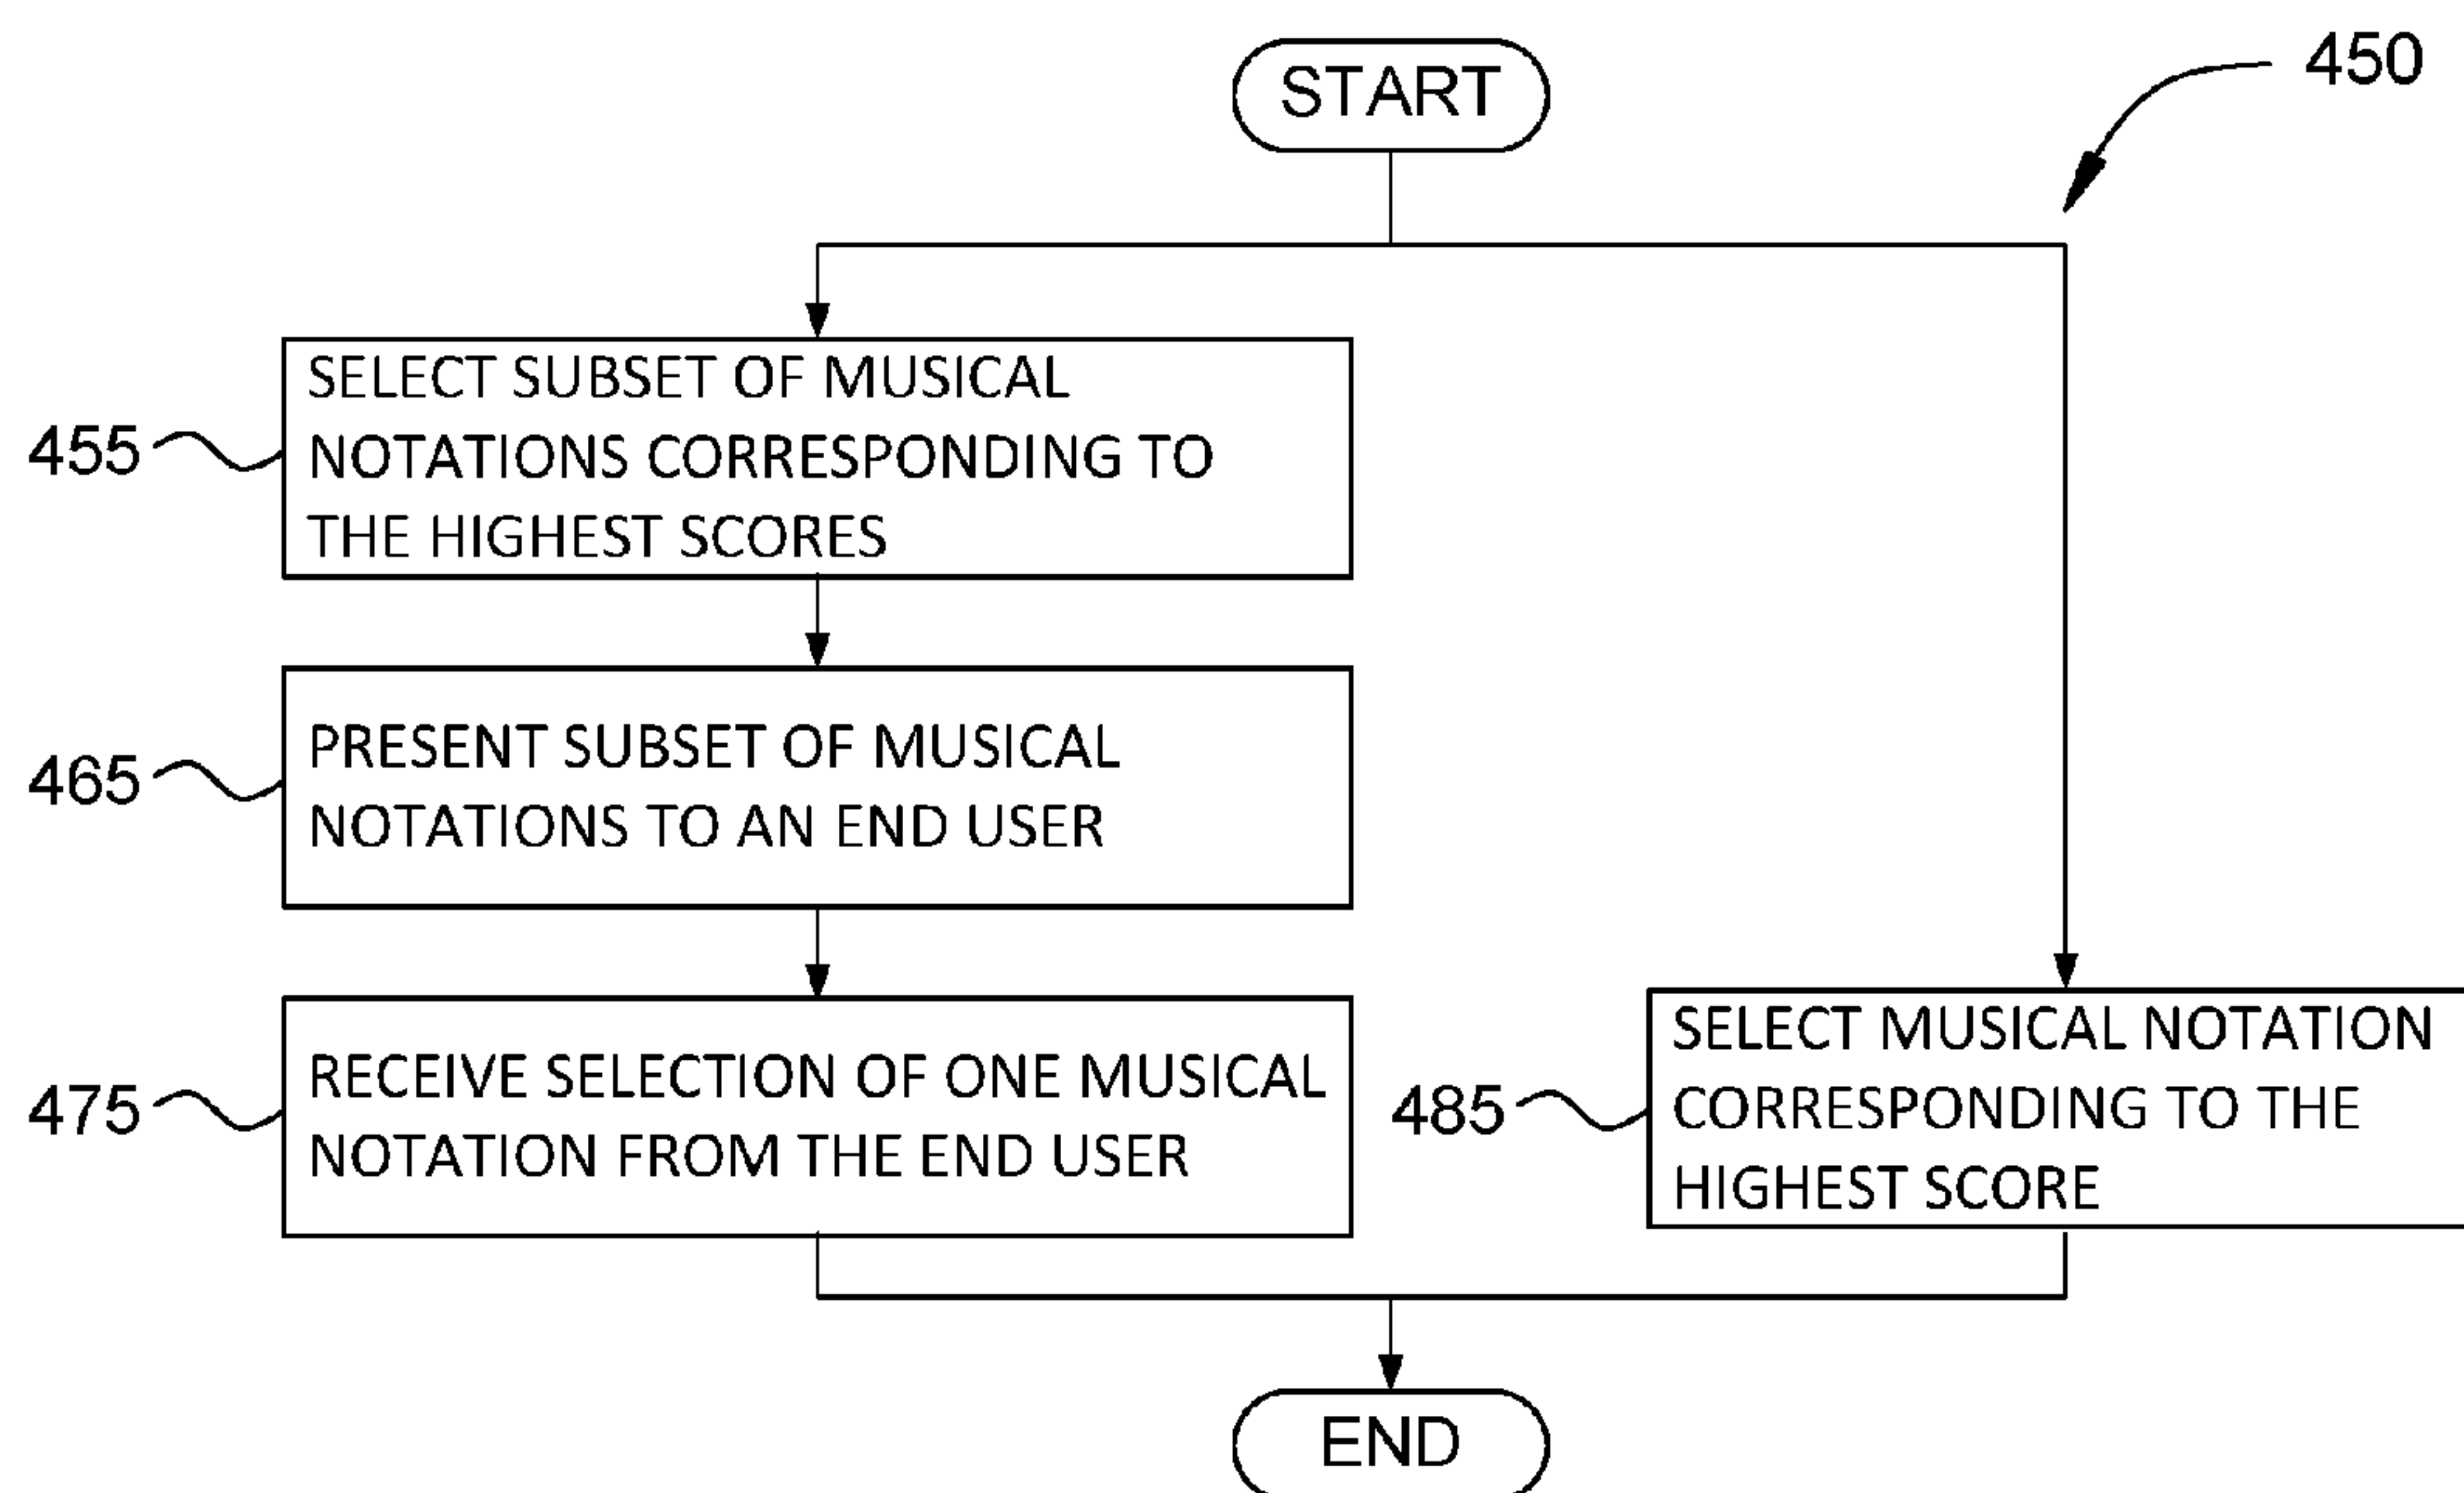 START
450
455
SELECT SUBSET OF MUSICAL
NOTATIONS CORRESPONDING TO
THE HIGHEST SCORES
465
PRESENT SUBSET OF MUSICAL
NOTATIONS TO AN END USER
475
RECEIVE SELECTION OF ONE MUSICAL
NOTATION FROM THE END USER
485
SELECT MUSICAL NOTATION
CORRESPONDING TO THE
HIGHEST SCORE
END